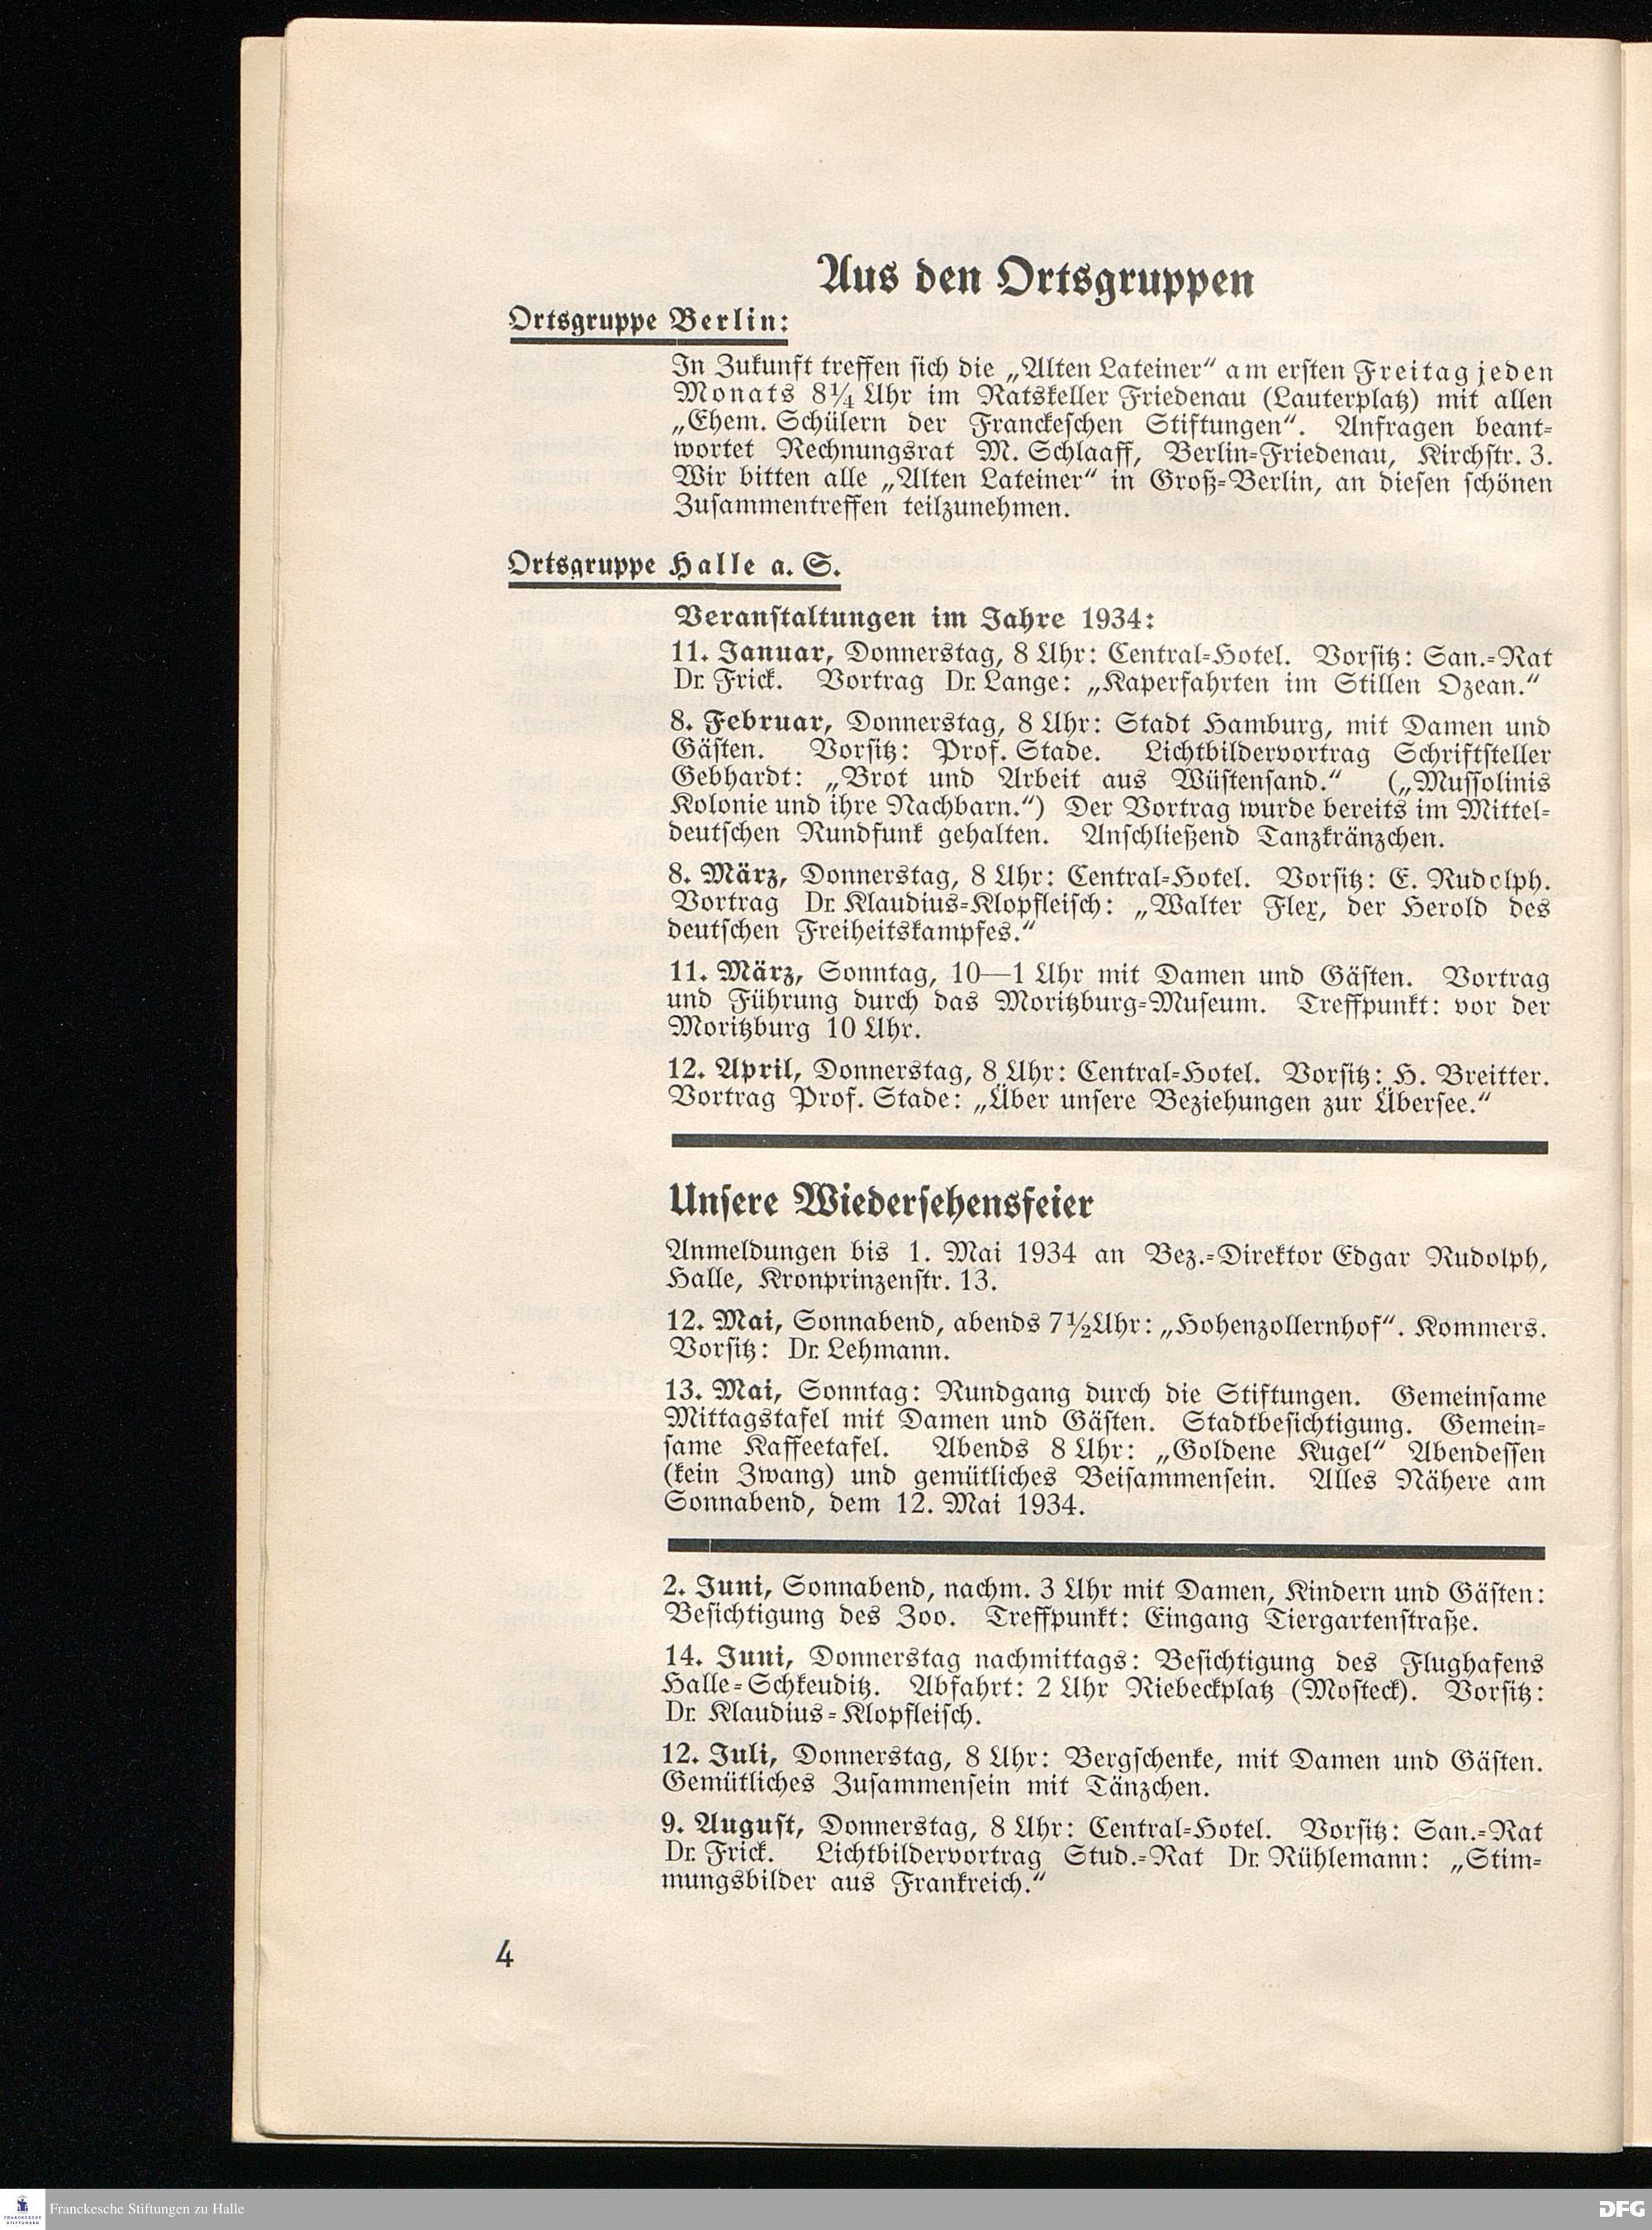 Aus den Ortsgruppen
Ortsgruppe Berlin:
In Zukunft treffen sich die „Alten Lateiner“ am ersten Freitag jeden
Monats 8¼ Uhr im Ratskeller Friedenau (Lauterplatz) mit allen
„Ehem. Schülern der Franckeschen Stiftungen“. Anfragen beant-
wortet Rechnungsrat M. Schlaaff, Berlin-Friedenau, Kirchstr. 3.
Wir bitten alle „Alten Lateiner“ in Groß-Berlin, an diesen schönen
Zusammentreffen teilzunehmen.
Ortsgruppe Halle a. S.
Veranstaltungen im Jahre 1934:
11. Januar, Donnerstag, 8 Uhr: Central-Hotel. Vorsitz: San.-Rat
Dr. Frick. Vortrag Dr. Lange: „Kaperfahrten im Stillen Ozean.“
8. Februar, Donnerstag, 8 Uhr: Stadt Hamburg, mit Damen und
Gästen. Vorsitz: Prof. Stade. Lichtbildervortrag Schriftsteller
Gebhardt: „Brot und Arbeit aus Wüstensand.“ („Mussolinis
Kolonie und ihre Nachbarn.“) Der Vortrag wurde bereits im Mittel-
deutschen Rundfunk gehalten. Anschließend Tanzkränzchen.
8. März, Donnerstag, 8 Uhr: Central-Hotel. Vorsitz: E. Rudolph.
Vortrag Dr. Klaudius-Klopfleisch: „Walter Flex, der Herold des
deutschen Freiheitskampfes.“
11. März, Sonntag, 10—1 Uhr mit Damen und Gästen. Vortrag
und Führung durch das Moritzburg-Museum. Treffpunkt: vor der
Moritzburg 10 Uhr.
12. April, Donnerstag, 8 Uhr: Central-Hotel. Vorsitz: H. Breitter.
Vortrag Prof. Stade: „Über unsere Beziehungen zur Übersee.“
Unsere Wiedersehensfeier
Anmeldungen bis 1. Mai 1934 an Bez.-Direktor Edgar Rudolph,
Halle, Kronprinzenstr. 13.
12. Mai, Sonnabend, abends 7½ Uhr: „Hohenzollernhof“. Kommers.
Vorsitz: Dr. Lehmann.
13. Mai, Sonntag: Rundgang durch die Stiftungen. Gemeinsame
Mittagstafel mit Damen und Gästen. Stadtbesichtigung. Gemein-
same Kaffeetafel. Abends 8 Uhr: „Goldene Kugel“ Abendessen
(kein Zwang) und gemütliches Beisammensein. Alles Nähere am
Sonnabend, dem 12. Mai 1934.
2. Juni, Sonnabend, nachm. 3 Uhr mit Damen, Kindern und Gästen:
Besichtigung des Zoo. Treffpunkt: Eingang Tiergartenstraße.
14. Juni, Donnerstag nachmittags: Besichtigung des Flughafens
Halle-Schkeuditz. Abfahrt: 2 Uhr Riebeckplatz (Mosteck). Vorsitz:
Dr. Klaudius-Klopfleisch.
12. Juli, Donnerstag, 8 Uhr: Bergschenke, mit Damen und Gästen.
Gemütliches Zusammensein mit Tänzchen.
9. August, Donnerstag, 8 Uhr: Central-Hotel. Vorsitz: San.-Rat
Dr. Frick. Lichtbildervortrag Stud.-Rat Dr. Rühlemann: „Stim-
mungsbilder aus Frankreich.“
4
FRANCKESCHE
STIFTUNGEN
Franckesche Stiftungen zu Halle
DFG